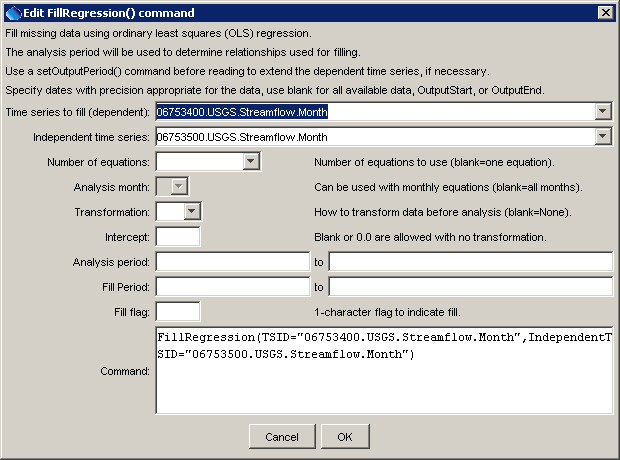 Edit FillRegression() command
Fill missing data using ordinary least squares (OLS) regression.
The analysis period will be used to determine relationships used for filling.
Use a setOutputPeriod() command before reading to extend the dependent time series, if necessary.
Specify dates with precision appropriate for the data, use blank for all available data, OutputStart, or OutputEnd.
Time series to fill (dependent): 06753400.USGS.Streamflow.Month
Independent time series: 06753500.USGS.Streamflow.Month
Number of equations: Number of equations to use (blank=one equation).
Analysis month: Can be used with monthly equations (blank=all months).
Transformation: How to transform data before analysis (blank=None).
Intercept: Blank or 0.0 are allowed with no transformation.
Analysis period: to
Fill Period: to
Fill flag: 1-character flag to indicate fill.
Command: FillRegression(TSID="06753400.USGS.Streamflow.Month",IndependentT
SID="06753500.USGS.Streamflow.Month")
Cancel OK